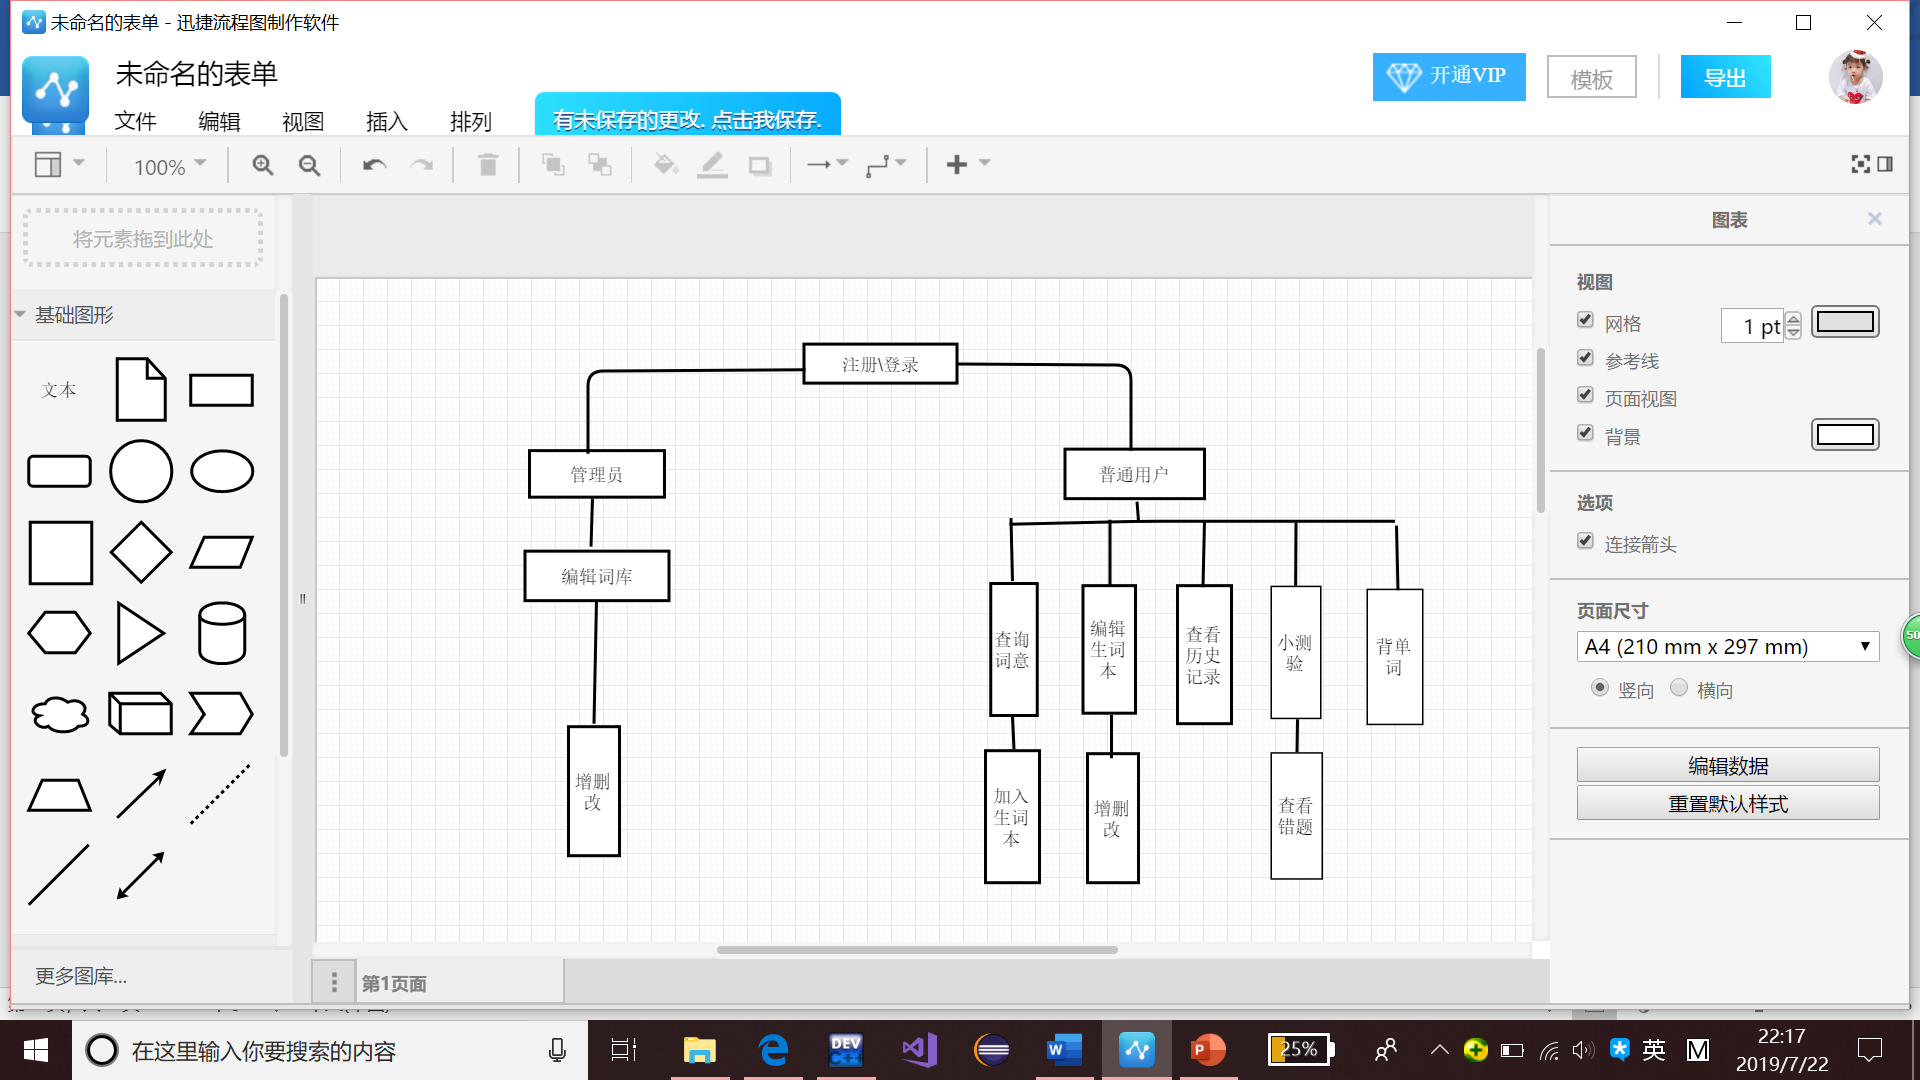 未命名的表单 - 迅捷流程图制作软件
未命名的表单
文件 编辑 视图 插入 排列
有未保存的更改. 点击我保存.
开通VIP
模板
导出
100%
将元素拖到此处
基础图形
文本
更多图库...
注册\登录
管理员
普通用户
编辑词库
查询
词意
编辑
生词
本
查看
历史
记录
小测
验
背单
词
增删
改
加入
生词
本
增删
改
查看
错题
第1页面
图表
视图
网格
1 pt
参考线
页面视图
背景
选项
连接箭头
页面尺寸
A4 (210 mm x 297 mm)
竖向 横向
编辑数据
重置默认样式
50
在这里输入你要搜索的内容
DEV
C++
W
P
25%
英
M
22:17
2019/7/22